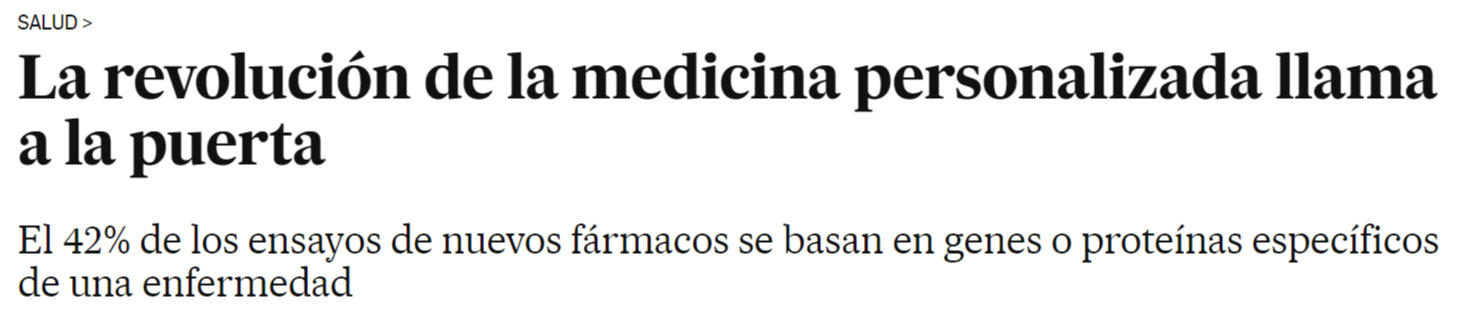 SALUD >
La revolución de la medicina personalizada llama
a la puerta
El 42% de los ensayos de nuevos fármacos se basan en genes o proteínas específicos
de una enfermedad